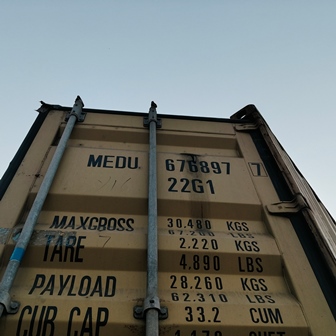 MEDU 676897 7
22G1
MAXGROSS 30.480 KGS
67.200 LBS
TARE 2.220 KGS
4.890 LBS
PAYLOAD 28.260 KGS
62.310 LBS
CUB CAP 33.2 CUM